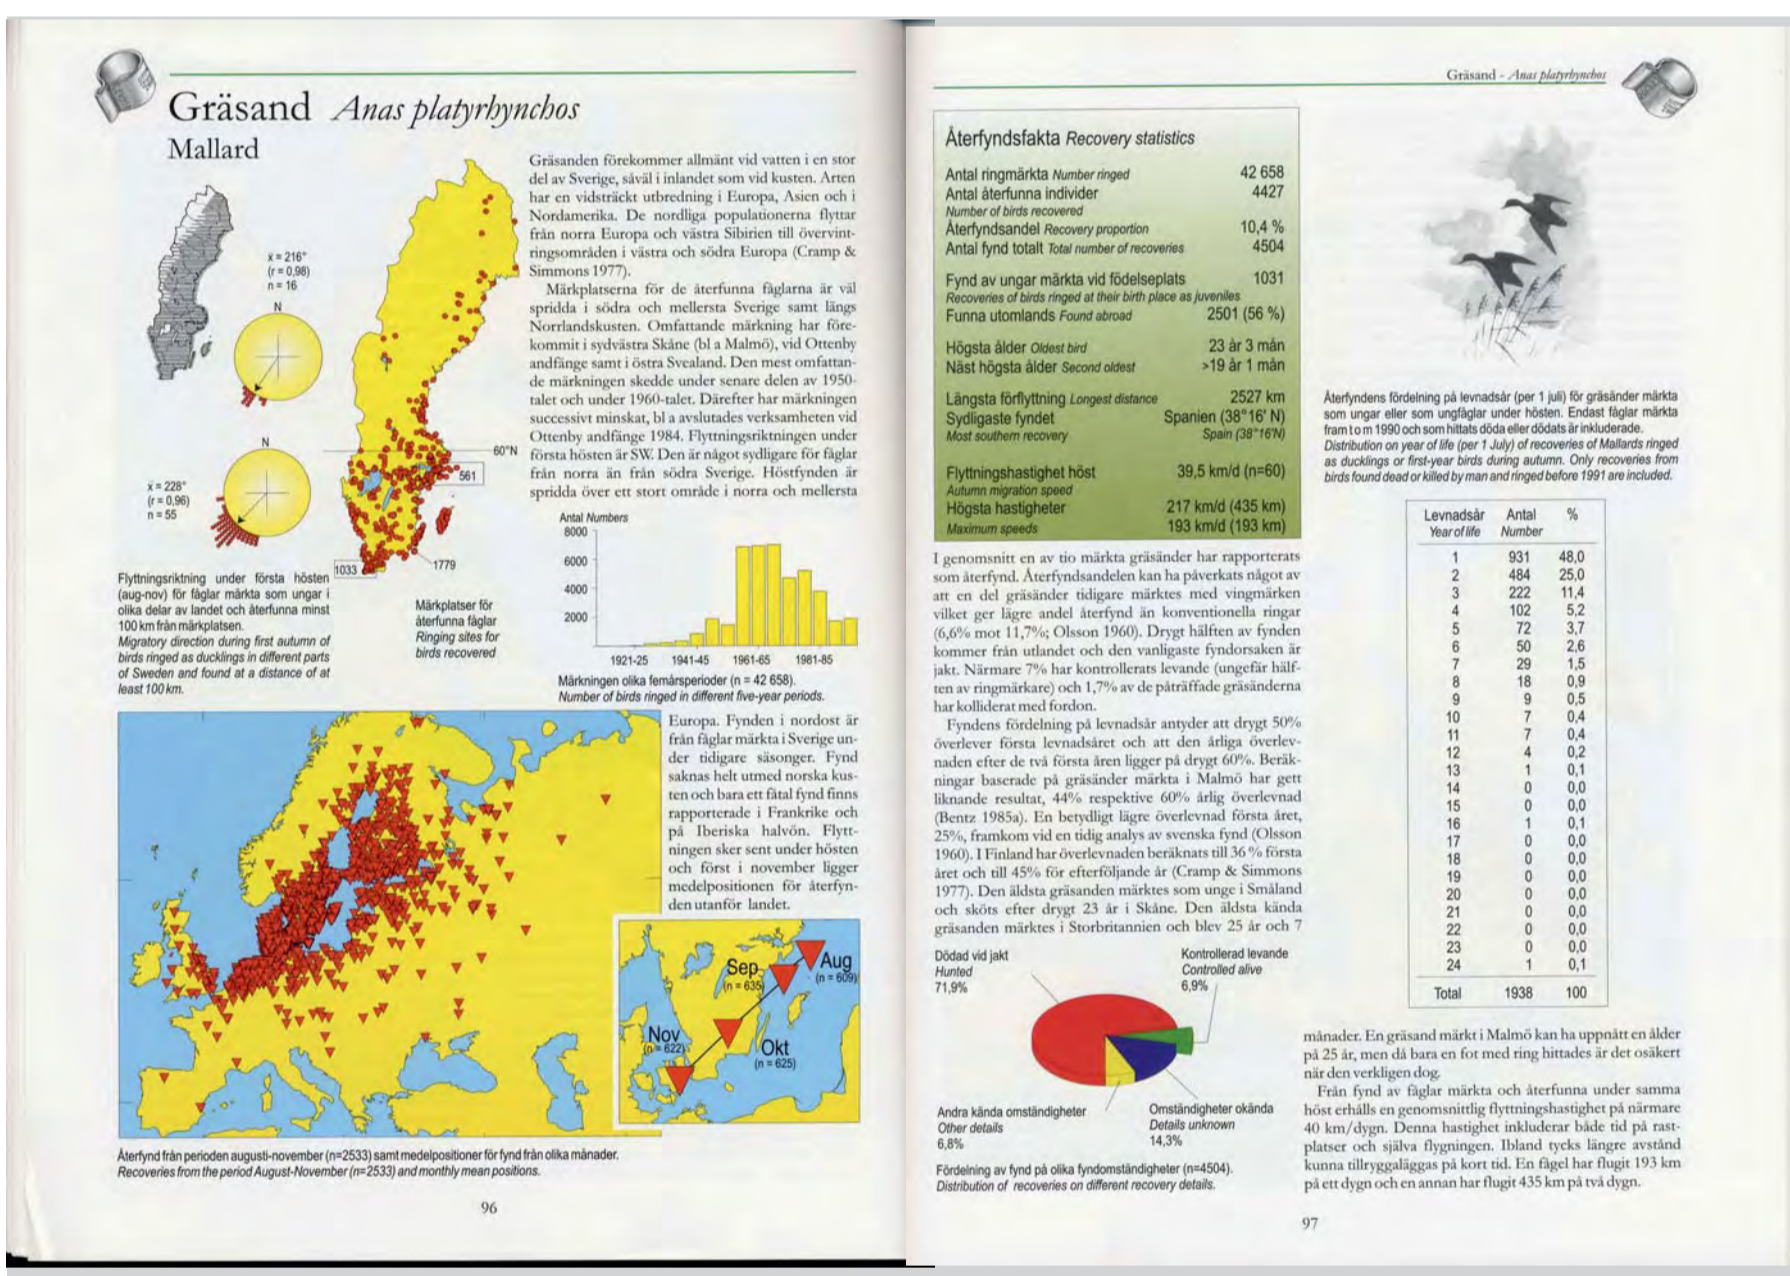 Gräsand Anas platyrhynchos
Mallard
x = 216°
(r = 0,98)
n = 16
N
N
x = 228°
(r = 0,96)
n = 55
60°N
561
1033
1779
Flyttningsriktning under första hösten
(aug-nov) för fåglar märkta som ungar i
olika delar av landet och återfunna minst
100 km från märkplatsen.
Migratory direction during first autumn of
birds ringed as ducklings in different parts
of Sweden and found at a distance of at
least 100 km.
Märkplatser för
återfunna fåglar
Ringing sites for
birds recovered
Gräsanden förekommer allmänt vid vatten i en stor
del av Sverige, såväl i inlandet som vid kusten. Arten
har en vidsträckt utbredning i Europa, Asien och i
Nordamerika. De nordliga populationerna flyttar
från norra Europa och västra Sibirien till övervint-
ringsområden i västra och södra Europa (Cramp &
Simmons 1977).
Märkplatserna för de återfunna fåglarna är väl
spridda i södra och mellersta Sverige samt längs
Norrlandskusten. Omfattande märkning har före-
kommit i sydvästra Skåne (bl a Malmö), vid Ottenby
andfänge samt i östra Svealand. Den mest omfattan-
de märkningen skedde under senare delen av 1950-
talet och under 1960-talet. Därefter har märkningen
successivt minskat, bl a avslutades verksamheten vid
Ottenby andfänge 1984. Flyttningsriktningen under
första hösten är SW. Den är något sydligare för fåglar
från norra än från södra Sverige. Höstfynden är
spridda över ett stort område i norra och mellersta
Antal Numbers
8000
6000
4000
2000
1921-25 1941-45 1961-65 1981-85
Märkningen olika femårsperioder (n = 42 658).
Number of birds ringed in different five-year periods.
Europa. Fynden i nordost är
från fåglar märkta i Sverige un-
der tidigare säsonger. Fynd
saknas helt utmed norska kus-
ten och bara ett fåtal fynd finns
rapporterade i Frankrike och
på Iberiska halvön. Flytt-
ningen sker sent under hösten
och först i november ligger
medelpositionen för återfyn-
den utanför landet.
Aug
(n = 609)
Sep
(n = 635)
Okt
(n = 625)
Nov
(n = 622)
Återfynd från perioden augusti-november (n=2533) samt medelpositioner för fynd från olika månader.
Recoveries from the period August-November (n=2533) and monthly mean positions.
96
Gräsand - Anas platyrhynchos
Återfyndsfakta Recovery statistics
Antal ringmärkta Number ringed 42 658
Antal återfunna individer 4427
Number of birds recovered
Återfyndsandel Recovery proportion 10,4 %
Antal fynd totalt Total number of recoveries 4504
Fynd av ungar märkta vid födelseplats 1031
Recoveries of birds ringed at their birth place as juveniles
Funna utomlands Found abroad 2501 (56 %)
Högsta ålder Oldest bird 23 år 3 mån
Näst högsta ålder Second oldest >19 år 1 mån
Längsta förflyttning Longest distance 2527 km
Sydligaste fyndet Spanien (38°16' N)
Most southern recovery Spain (38°16'N)
Flyttningshastighet höst 39,5 km/d (n=60)
Autumn migration speed
Högsta hastigheter 217 km/d (435 km)
Maximum speeds 193 km/d (193 km)
I genomsnitt en av tio märkta gräsänder har rapporterats
som återfynd. Återfyndsandelen kan ha påverkats något av
att en del gräsänder tidigare märktes med vingmärken
vilket ger lägre andel återfynd än konventionella ringar
(6,6% mot 11,7%; Olsson 1960). Drygt hälften av fynden
kommer från utlandet och den vanligaste fyndorsaken är
jakt. Närmare 7% har kontrollerats levande (ungefär hälf-
ten av ringmärkare) och 1,7% av de påträffade gräsänderna
har kolliderat med fordon.
Fyndens fördelning på levnadsår antyder att drygt 50%
överlever första levnadsåret och att den årliga överlev-
naden efter de två första åren ligger på drygt 60%. Beräk-
ningar baserade på gräsänder märkta i Malmö har gett
liknande resultat, 44% respektive 60% årlig överlevnad
(Bentz 1985a). En betydligt lägre överlevnad första året,
25%, framkom vid en tidig analys av svenska fynd (Olsson
1960). I Finland har överlevnaden beräknats till 36 % första
året och till 45% för efterföljande år (Cramp & Simmons
1977). Den äldsta gräsanden märktes som unge i Småland
och sköts efter drygt 23 år i Skåne. Den äldsta kända
gräsanden märktes i Storbritannien och blev 25 år och 7
Dödad vid jakt
Hunted
71,9%
Kontrollerad levande
Controlled alive
6,9%
Andra kända omständigheter
Other details
6,8%
Omständigheter okända
Details unknown
14,3%
Fördelning av fynd på olika fyndomständigheter (n=4504).
Distribution of recoveries on different recovery details.
Återfyndens fördelning på levnadsår (per 1 juli) för gräsänder märkta
som ungar eller som ungfåglar under hösten. Endast fåglar märkta
fram t o m 1990 och som hittats döda eller dödats är inkluderade.
Distribution on year of life (per 1 July) of recoveries of Mallards ringed
as ducklings or first-year birds during autumn. Only recoveries from
birds found dead or killed by man and ringed before 1991 are included.
Levnadsår Antal %
Year of life Number
1 931 48,0
2 484 25,0
3 222 11,4
4 102 5,2
5 72 3,7
6 50 2,6
7 29 1,5
8 18 0,9
9 9 0,5
10 7 0,4
11 7 0,4
12 4 0,2
13 1 0,1
14 0 0,0
15 0 0,0
16 1 0,1
17 0 0,0
18 0 0,0
19 0 0,0
20 0 0,0
21 0 0,0
22 0 0,0
23 0 0,0
24 1 0,1
Total 1938 100
månader. En gräsand märkt i Malmö kan ha uppnått en ålder
på 25 år, men då bara en fot med ring hittades är det osäkert
när den verkligen dog.
Från fynd av fåglar märkta och återfunna under samma
höst erhålls en genomsnittlig flyttningshastighet på närmare
40 km/dygn. Denna hastighet inkluderar både tid på rast-
platser och själva flygningen. Ibland tycks längre avstånd
kunna tillryggaläggas på kort tid. En fågel har flugit 193 km
på ett dygn och en annan har flugit 435 km på två dygn.
97